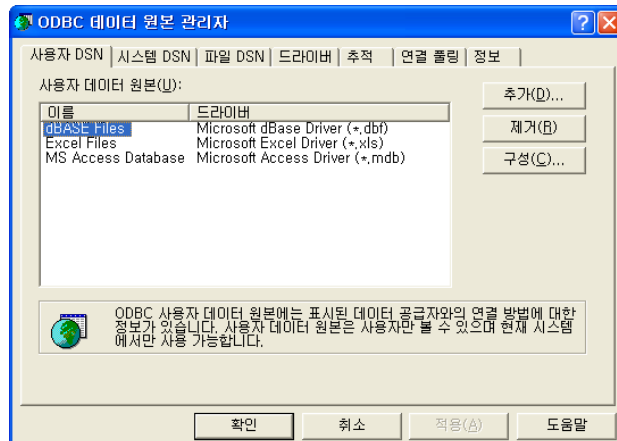 ODBC 데이터 원본 관리자
사용자 DSN 시스템 DSN 파일 DSN 드라이버 추적 연결 풀링 정보
사용자 데이터 원본(U):
이름 드라이버
dBASE Files Microsoft dBase Driver (*.dbf)
Excel Files Microsoft Excel Driver (*.xls)
MS Access Database Microsoft Access Driver (*.mdb)
추가(D)...
제거(R)
구성(C)...
ODBC 사용자 데이터 원본에는 표시된 데이터 공급자와의 연결 방법에 대한
정보가 있습니다. 사용자 데이터 원본은 사용자만 볼 수 있으며 현재 시스템
에서만 사용 가능합니다.
확인 취소 적용(A) 도움말